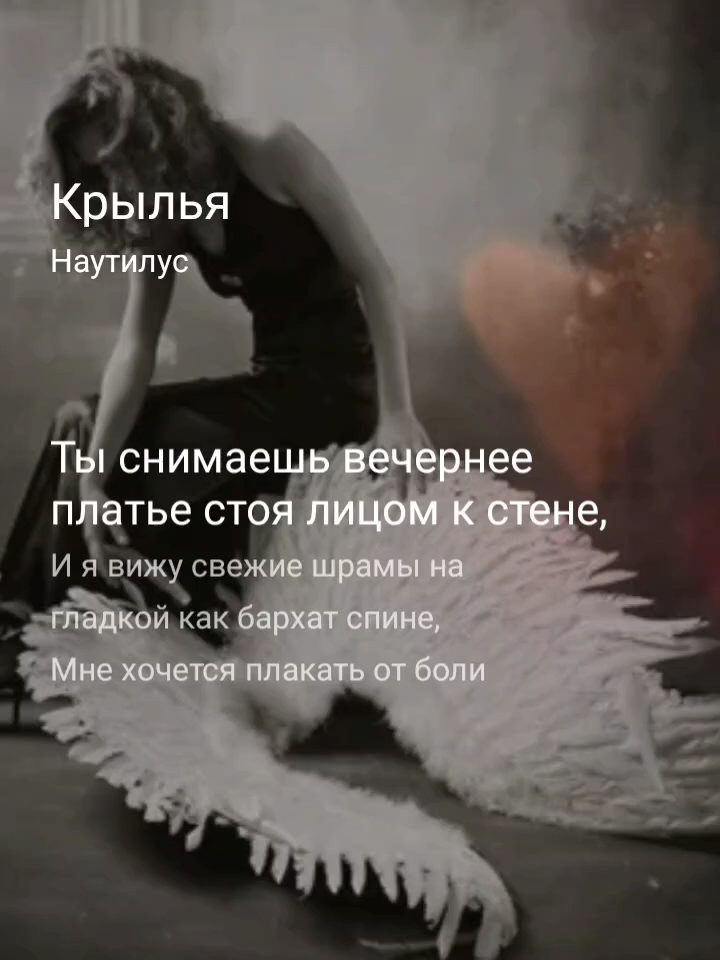 Крылья
Наутилус
Ты снимаешь вечернее
платье стоя лицом к стене,
И я вижу свежие шрамы на
гладкой как бархат спине,
Мне хочется плакать от боли